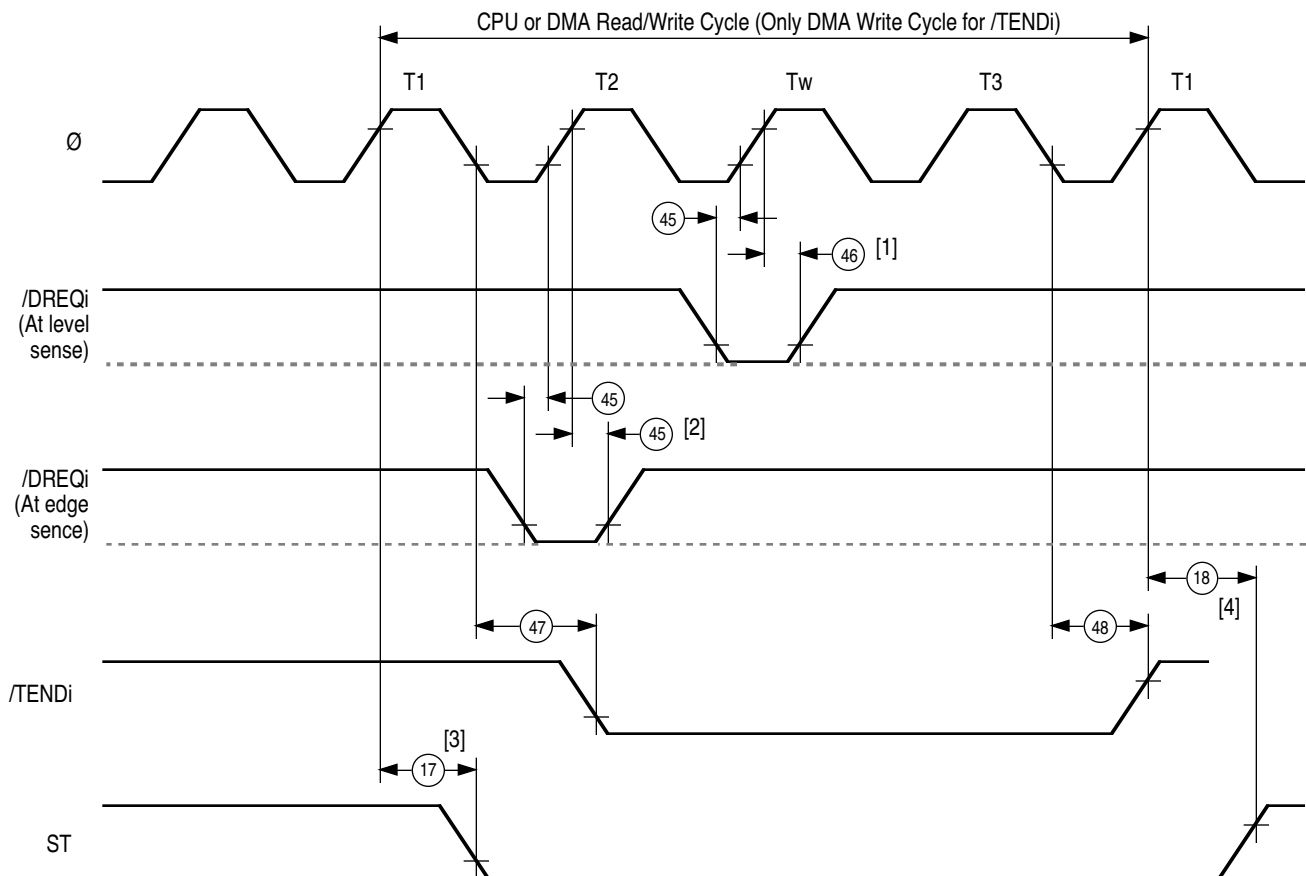 CPU or DMA Read/Write Cycle (Only DMA Write Cycle for /TENDi)
T1 T2 Tw T3 T1
Ø
45
46 [1]
/DREQi
(At level
sense)
45
45 [2]
/DREQi
(At edge
sence)
18
[4]
47
48
/TENDi
[3]
17
ST